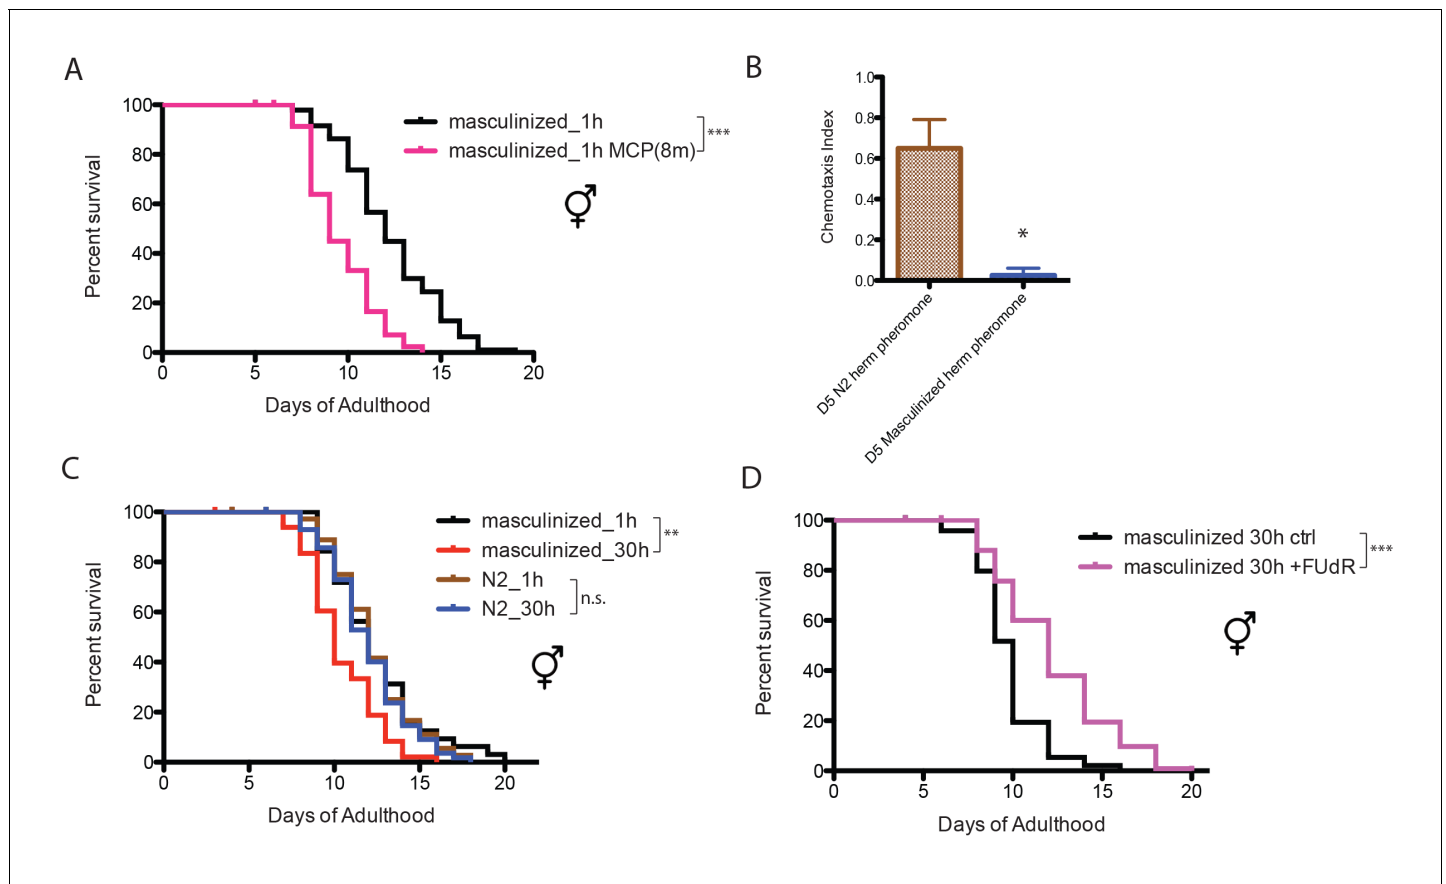 A
100
80
60
40
20
0
Percent survival
0 5 10 15 20
Days of Adulthood
masculinized_1h
masculinized_1h MCP(8m)
***
B
1.0
0.8
0.6
0.4
0.2
0.0
Chemotaxis Index
*
D5 N2 herm pheromone
D5 Masculinized herm pheromone
C
100
80
60
40
20
0
Percent survival
0 5 10 15 20
Days of Adulthood
masculinized_1h
masculinized_30h
**
N2_1h
N2_30h
n.s.
D
100
80
60
40
20
0
Percent survival
0 5 10 15 20
Days of Adulthood
masculinized 30h ctrl
masculinized 30h +FUdR
***